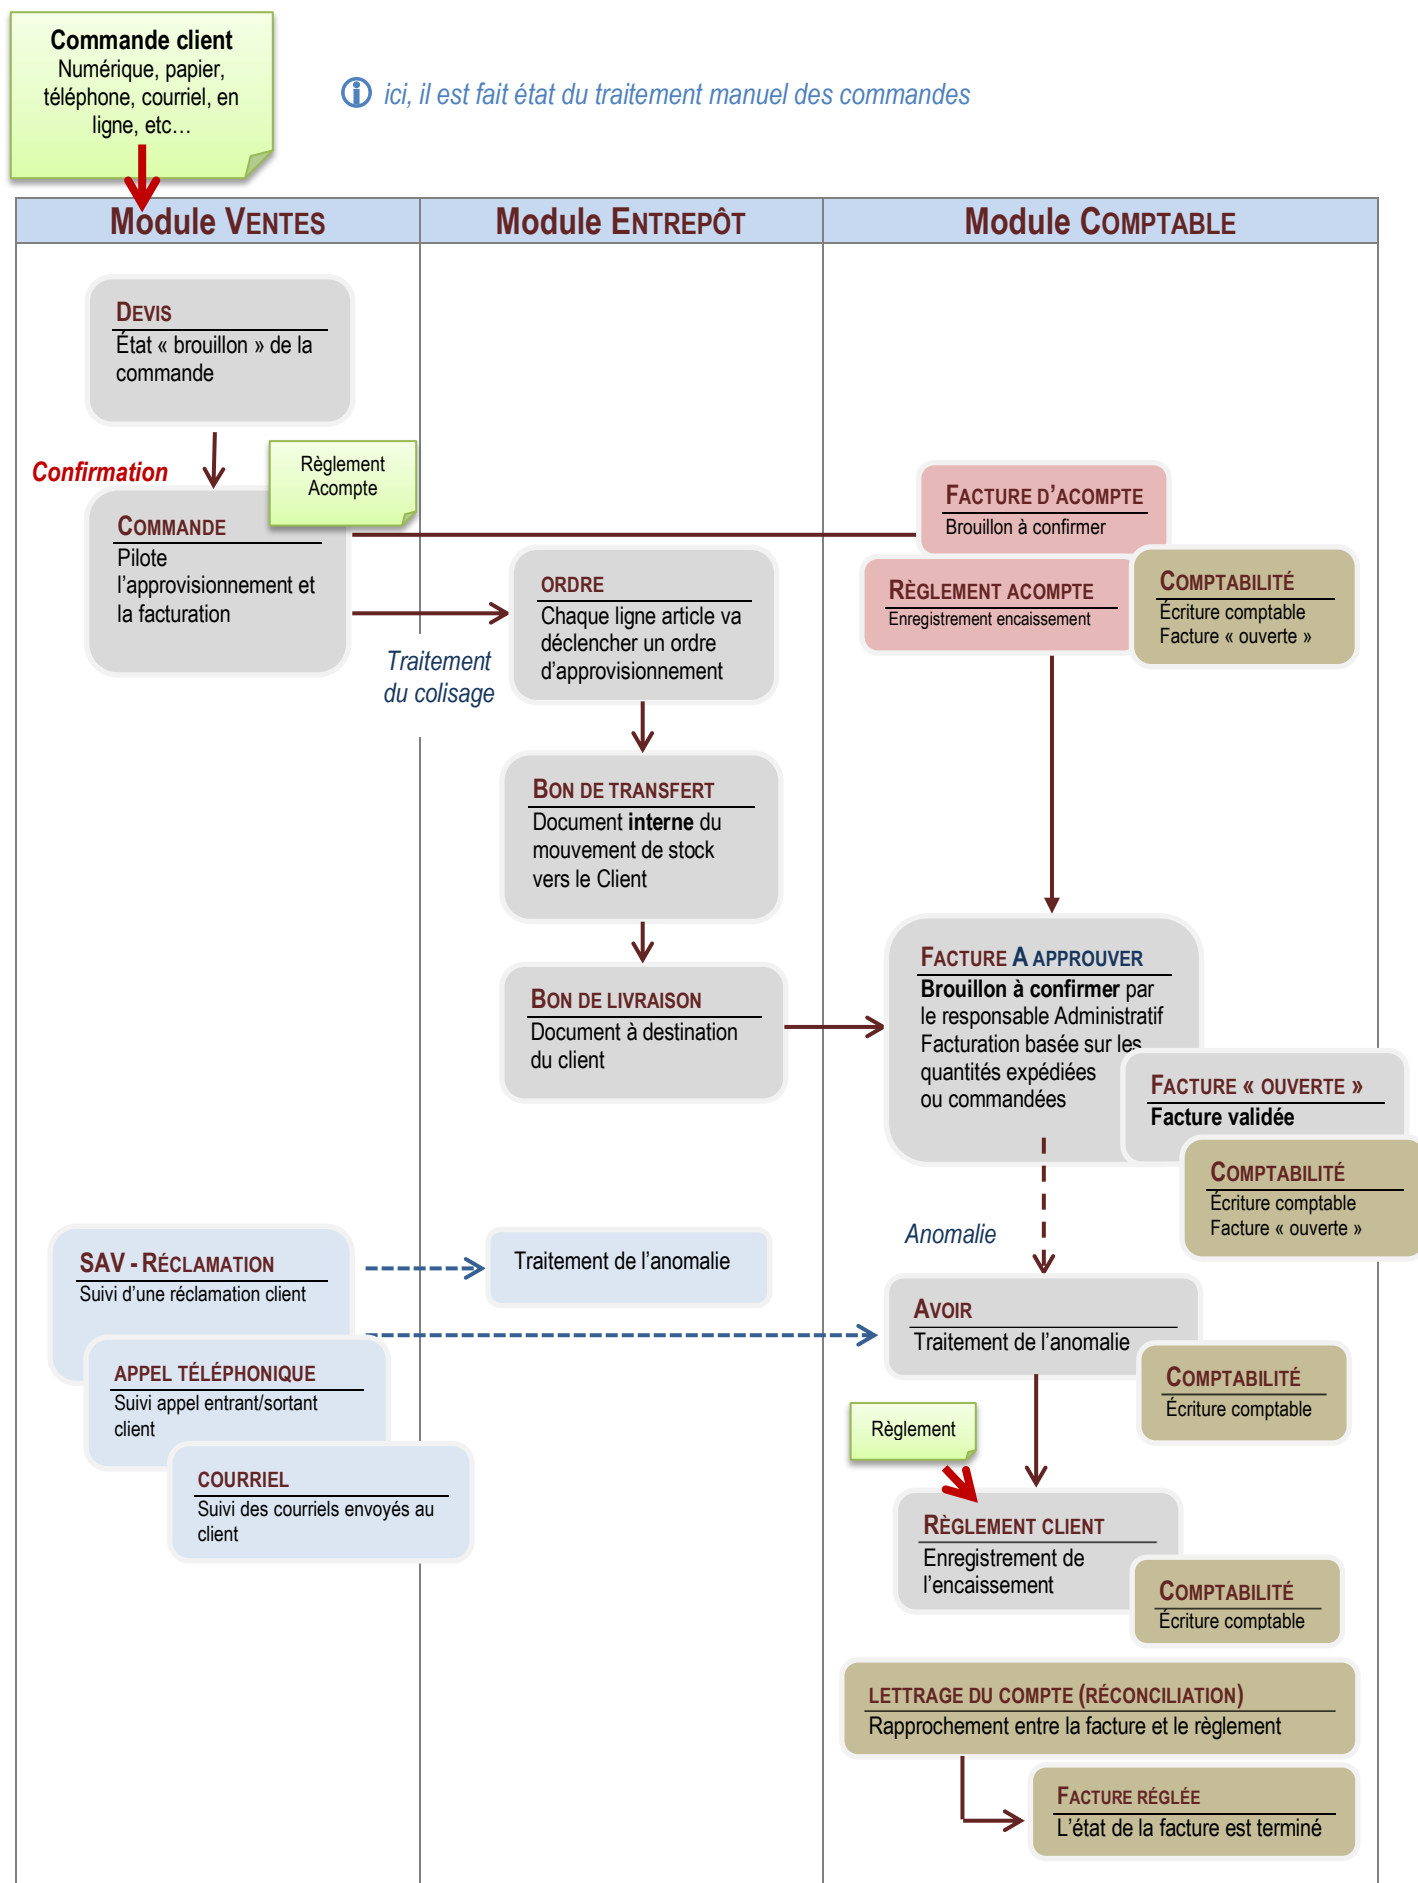 Commande client
Numérique, papier,
téléphone, courriel, en
ligne, etc…
ici, il est fait état du traitement manuel des commandes
Module VENTES
Module ENTREPÔT
Module COMPTABLE
DEVIS
État « brouillon » de la
commande
Confirmation
Règlement
Acompte
COMMANDE
Pilote
l’approvisionnement et
la facturation
FACTURE D’ACOMPTE
Brouillon à confirmer
RÈGLEMENT ACOMPTE
Enregistrement encaissement
COMPTABILITÉ
Écriture comptable
Facture « ouverte »
ORDRE
Chaque ligne article va
déclencher un ordre
d’approvisionnement
Traitement
du colisage
BON DE TRANSFERT
Document interne du
mouvement de stock
vers le Client
BON DE LIVRAISON
Document à destination
du client
FACTURE A APPROUVER
Brouillon à confirmer par
le responsable Administratif
Facturation basée sur les
quantités expédiées
ou commandées
FACTURE « OUVERTE »
Facture validée
COMPTABILITÉ
Écriture comptable
Facture « ouverte »
Anomalie
SAV - RÉCLAMATION
Suivi d’une réclamation client
Traitement de l’anomalie
APPEL TÉLÉPHONIQUE
Suivi appel entrant/sortant
client
COURRIEL
Suivi des courriels envoyés au
client
AVOIR
Traitement de l’anomalie
COMPTABILITÉ
Écriture comptable
Règlement
RÈGLEMENT CLIENT
Enregistrement de
l’encaissement
COMPTABILITÉ
Écriture comptable
LETTRAGE DU COMPTE (RÉCONCILIATION)
Rapprochement entre la facture et le règlement
FACTURE RÉGLÉE
L’état de la facture est terminé